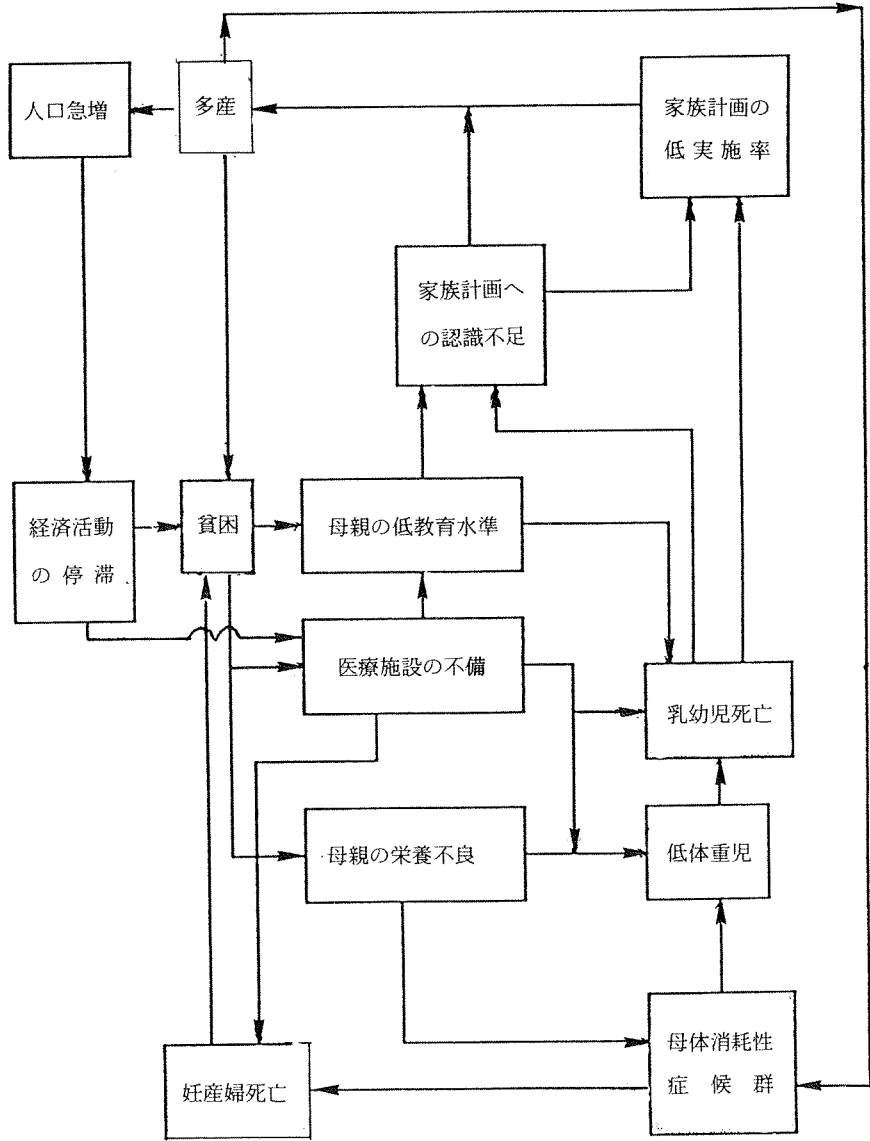 人口急増
多産
家族計画の
低実施率
家族計画へ
の認識不足
経済活動
の停滞
貧困
母親の低教育水準
医療施設の不備
乳幼児死亡
母親の栄養不良
低体重児
母体消耗性
症候群
妊産婦死亡